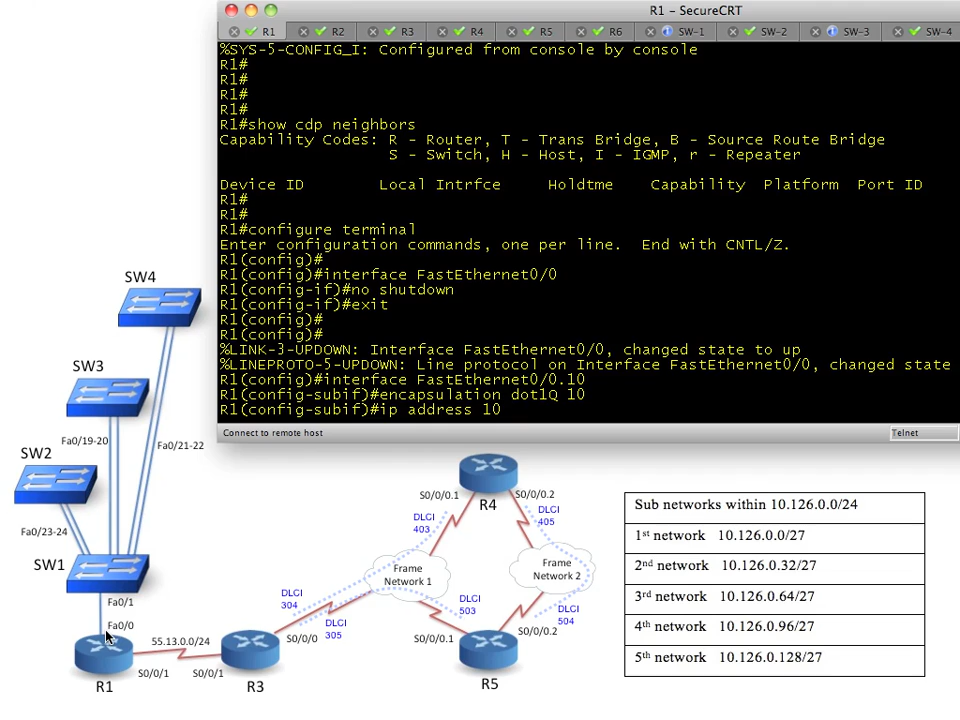 R1 - SecureCRT
R1 R2 R3 R4 R5 R6 SW-1 SW-2 SW-3 SW-4
%SYS-5-CONFIG_I: Configured from console by console
R1#
R1#
R1#
R1#
R1#show cdp neighbors
Capability Codes: R - Router, T - Trans Bridge, B - Source Route Bridge
S - Switch, H - Host, I - IGMP, r - Repeater
Device ID Local Intrfce Holdtme Capability Platform Port ID
R1#
R1#
R1#configure terminal
Enter configuration commands, one per line. End with CNTL/Z.
R1(config)#
R1(config)#interface FastEthernet0/0
R1(config-if)#no shutdown
R1(config-if)#exit
R1(config)#
R1(config)#
%LINK-3-UPDOWN: Interface FastEthernet0/0, changed state to up
%LINEPROTO-5-UPDOWN: Line protocol on Interface FastEthernet0/0, changed state
R1(config)#interface FastEthernet0/0.10
R1(config-subif)#encapsulation dot1Q 10
R1(config-subif)#ip address 10
Connect to remote host
Telnet
SW4
SW3
Fa0/19-20
Fa0/21-22
SW2
Fa0/23-24
SW1
Fa0/1
Fa0/0
R1
S0/0/1
55.13.0.0/24
S0/0/1
R3
S0/0/0
DLCI
304
DLCI
305
Frame
Network 1
DLCI
403
S0/0/0.1
R4
S0/0/0.2
DLCI
405
Frame
Network 2
DLCI
503
DLCI
504
S0/0/0.1
S0/0/0.2
R5
Sub networks within 10.126.0.0/24
1st network 10.126.0.0/27
2nd network 10.126.0.32/27
3rd network 10.126.0.64/27
4th network 10.126.0.96/27
5th network 10.126.0.128/27